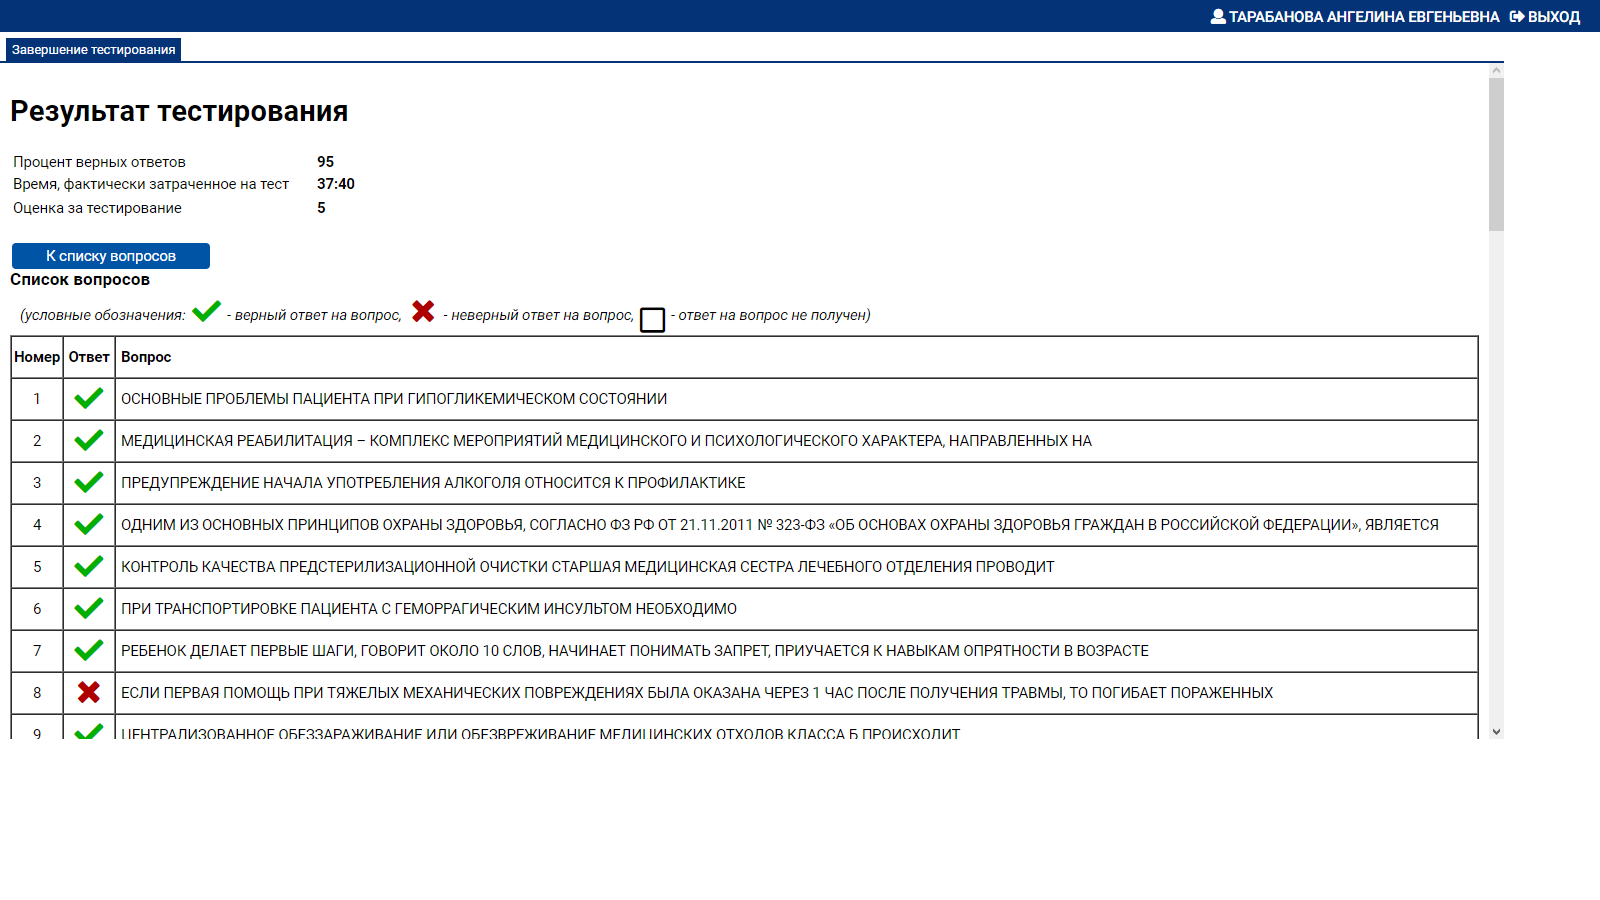 ТАРАБАНОВА АНГЕЛИНА ЕВГЕНЬЕВНА ВЫХОД
Завершение тестирования
Результат тестирования
Процент верных ответов 95
Время, фактически затраченное на тест 37:40
Оценка за тестирование 5
К списку вопросов
Список вопросов
(условные обозначения: - верный ответ на вопрос, - неверный ответ на вопрос, - ответ на вопрос не получен)
Номер Ответ Вопрос
1 ОСНОВНЫЕ ПРОБЛЕМЫ ПАЦИЕНТА ПРИ ГИПОГЛИКЕМИЧЕСКОМ СОСТОЯНИИ
2 МЕДИЦИНСКАЯ РЕАБИЛИТАЦИЯ – КОМПЛЕКС МЕРОПРИЯТИЙ МЕДИЦИНСКОГО И ПСИХОЛОГИЧЕСКОГО ХАРАКТЕРА, НАПРАВЛЕННЫХ НА
3 ПРЕДУПРЕЖДЕНИЕ НАЧАЛА УПОТРЕБЛЕНИЯ АЛКОГОЛЯ ОТНОСИТСЯ К ПРОФИЛАКТИКЕ
4 ОДНИМ ИЗ ОСНОВНЫХ ПРИНЦИПОВ ОХРАНЫ ЗДОРОВЬЯ, СОГЛАСНО ФЗ РФ ОТ 21.11.2011 № 323-ФЗ «ОБ ОСНОВАХ ОХРАНЫ ЗДОРОВЬЯ ГРАЖДАН В РОССИЙСКОЙ ФЕДЕРАЦИИ», ЯВЛЯЕТСЯ
5 КОНТРОЛЬ КАЧЕСТВА ПРЕДСТЕРИЛИЗАЦИОННОЙ ОЧИСТКИ СТАРШАЯ МЕДИЦИНСКАЯ СЕСТРА ЛЕЧЕБНОГО ОТДЕЛЕНИЯ ПРОВОДИТ
6 ПРИ ТРАНСПОРТИРОВКЕ ПАЦИЕНТА С ГЕМОРРАГИЧЕСКИМ ИНСУЛЬТОМ НЕОБХОДИМО
7 РЕБЕНОК ДЕЛАЕТ ПЕРВЫЕ ШАГИ, ГОВОРИТ ОКОЛО 10 СЛОВ, НАЧИНАЕТ ПОНИМАТЬ ЗАПРЕТ, ПРИУЧАЕТСЯ К НАВЫКАМ ОПРЯТНОСТИ В ВОЗРАСТЕ
8 ЕСЛИ ПЕРВАЯ ПОМОЩЬ ПРИ ТЯЖЕЛЫХ МЕХАНИЧЕСКИХ ПОВРЕЖДЕНИЯХ БЫЛА ОКАЗАНА ЧЕРЕЗ 1 ЧАС ПОСЛЕ ПОЛУЧЕНИЯ ТРАВМЫ, ТО ПОГИБАЕТ ПОРАЖЕННЫХ
9 ЦЕНТРАЛИЗОВАННОЕ ОБЕЗЗАРАЖИВАНИЕ ИЛИ ОБЕЗВРЕЖИВАНИЕ МЕДИЦИНСКИХ ОТХОДОВ КЛАССА Б ПРОИСХОДИТ